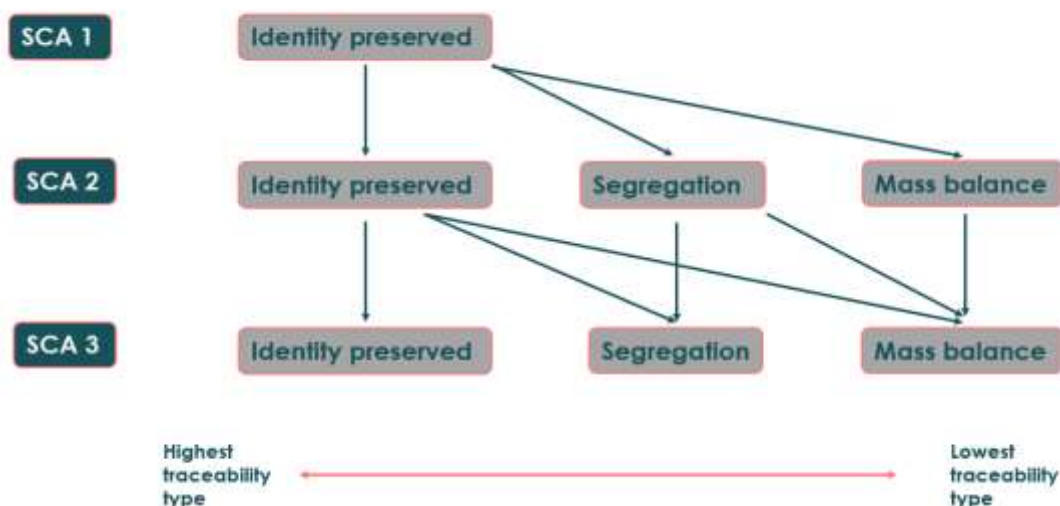 SCA 1
Identity preserved
SCA 2
Identity preserved
Segregation
Mass balance
SCA 3
Identity preserved
Segregation
Mass balance
Highest
traceability
type
Lowest
traceability
type